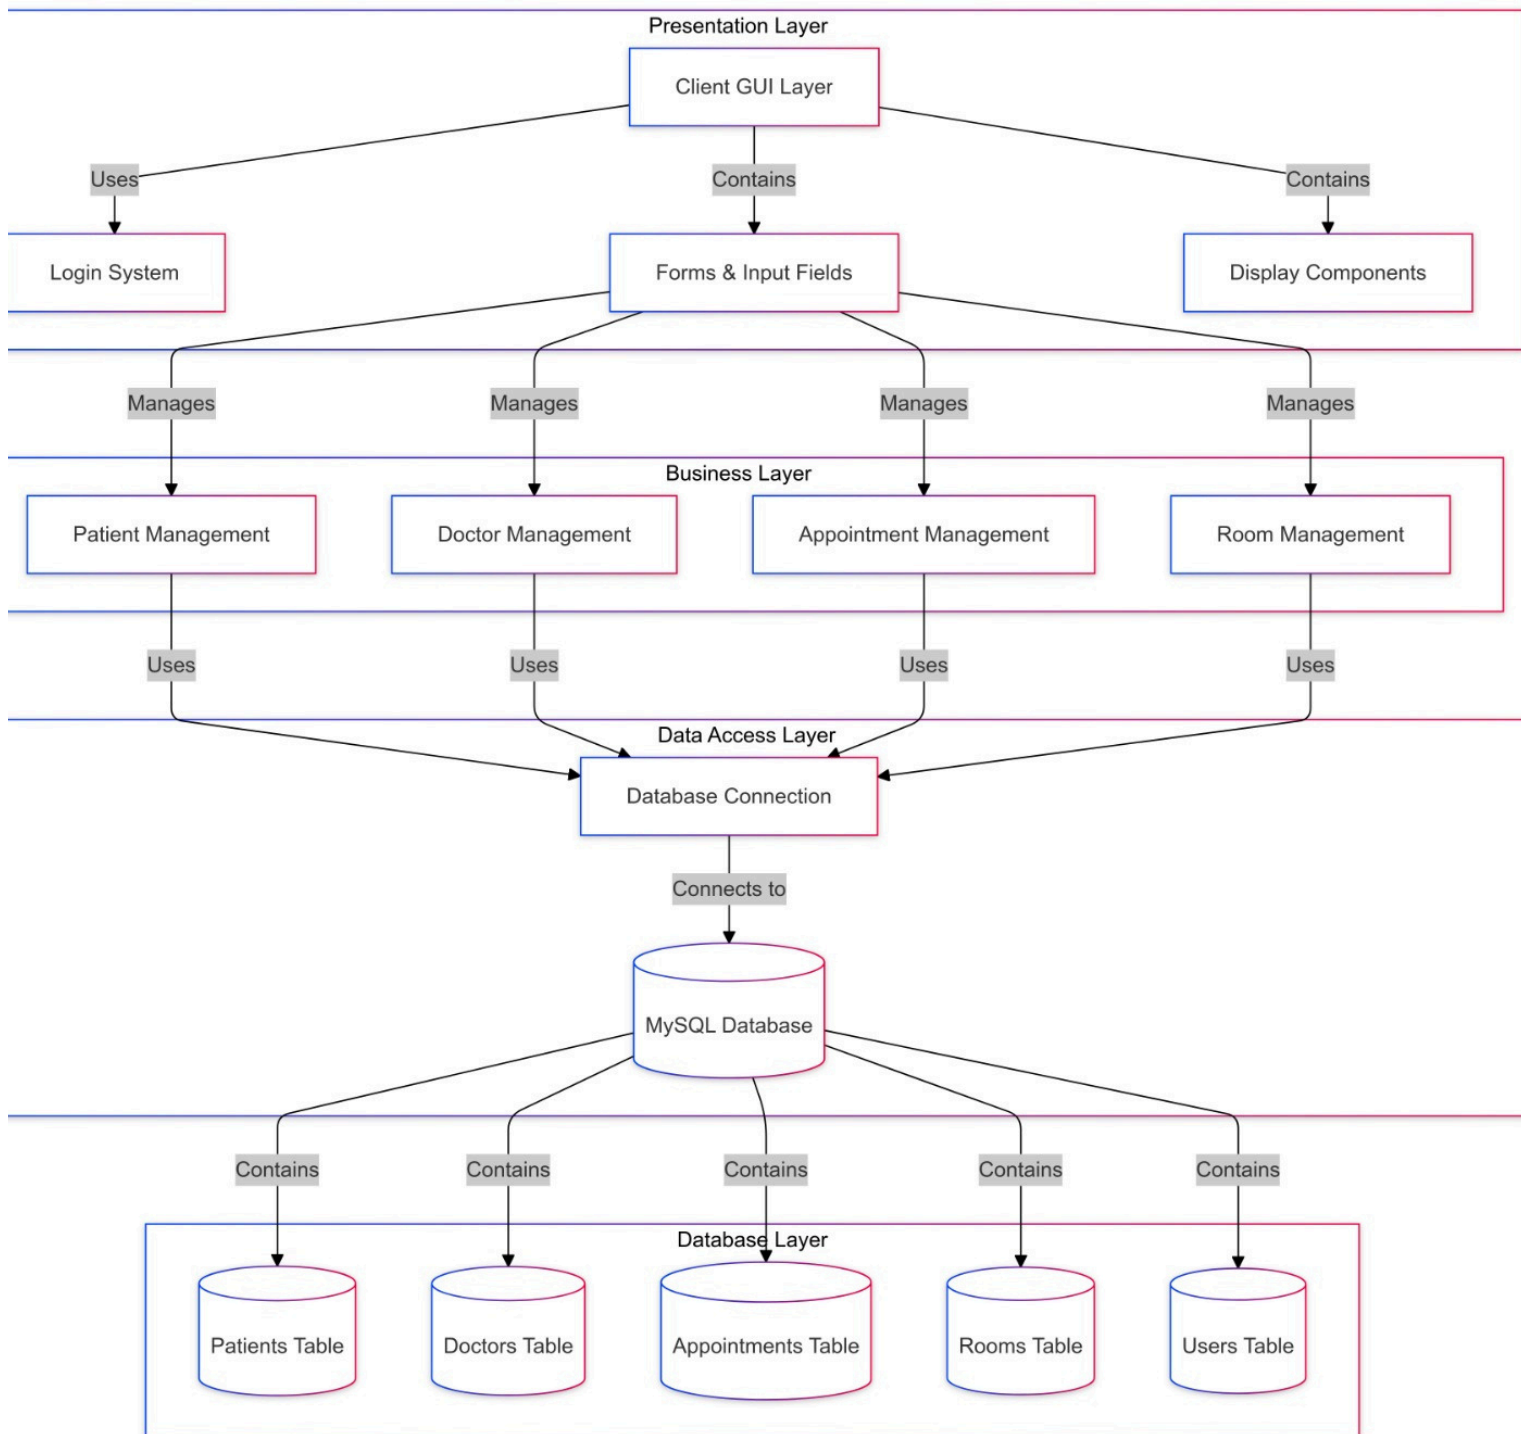 Presentation Layer
Client GUI Layer
Uses
Contains
Contains
Login System
Forms & Input Fields
Display Components
Manages
Manages
Manages
Manages
Business Layer
Patient Management
Doctor Management
Appointment Management
Room Management
Uses
Uses
Uses
Uses
Data Access Layer
Database Connection
Connects to
MySQL Database
Contains
Contains
Contains
Contains
Contains
Database Layer
Patients Table
Doctors Table
Appointments Table
Rooms Table
Users Table